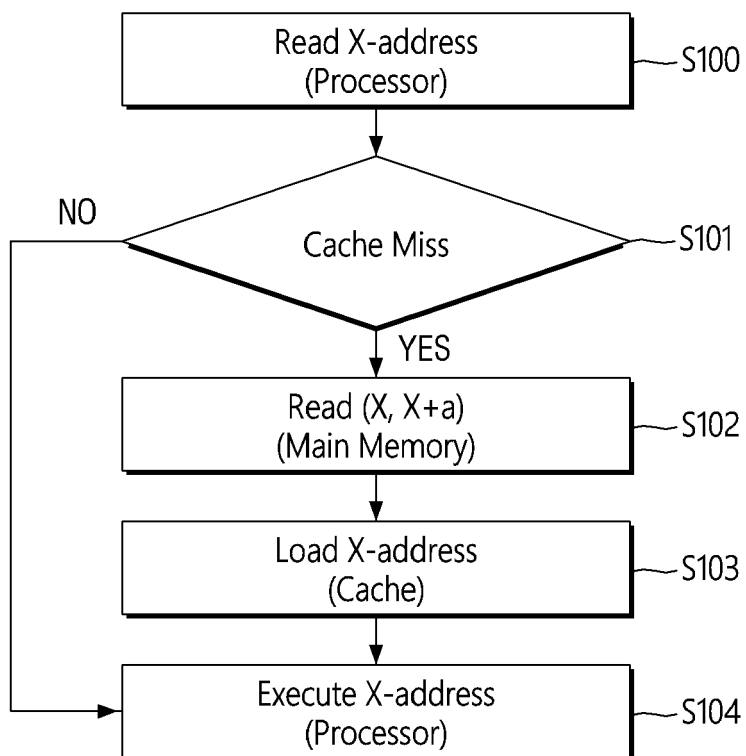 Read X-address
(Processor)
S100
NO
Cache Miss
S101
YES
Read (X, X+a)
(Main Memory)
S102
Load X-address
(Cache)
S103
Execute X-address
(Processor)
S104